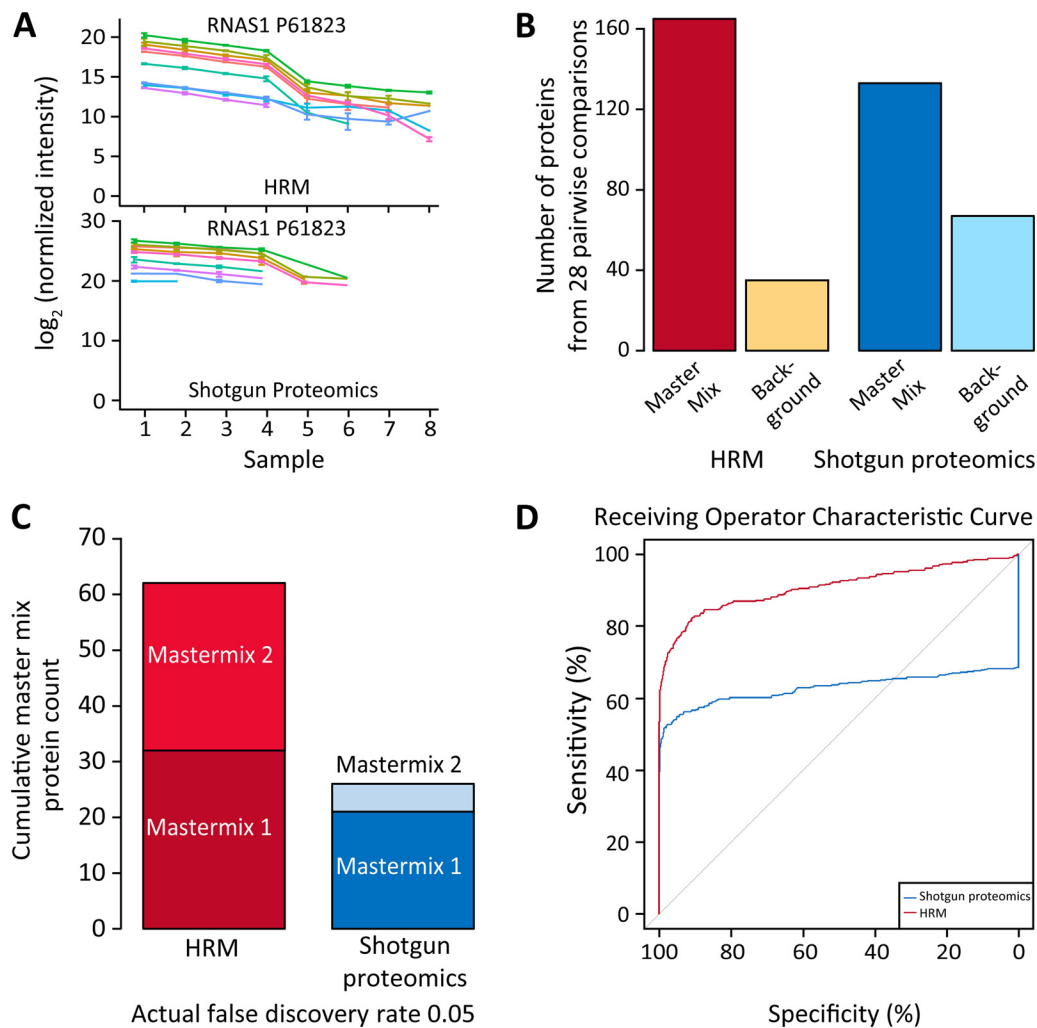 A
RNAS1 P61823
20
15
10
5
0
HRM
RNAS1 P61823
30
20
10
0
Shotgun Proteomics
log2 (normlized intensity)
1 2 3 4 5 6 7 8
Sample
B
160
120
80
40
0
Number of proteins
from 28 pairwise comparisons
Master
Mix
Back-
ground
Master
Mix
Back-
ground
HRM
Shotgun proteomics
C
70
60
50
40
30
20
10
0
Cumulative master mix
protein count
Mastermix 2
Mastermix 1
Mastermix 2
Mastermix 1
HRM
Shotgun
proteomics
Actual false discovery rate 0.05
D
Receiving Operator Characteristic Curve
100
80
60
40
20
0
Sensitivity (%)
Shotgun proteomics
HRM
100 80 60 40 20 0
Specificity (%)